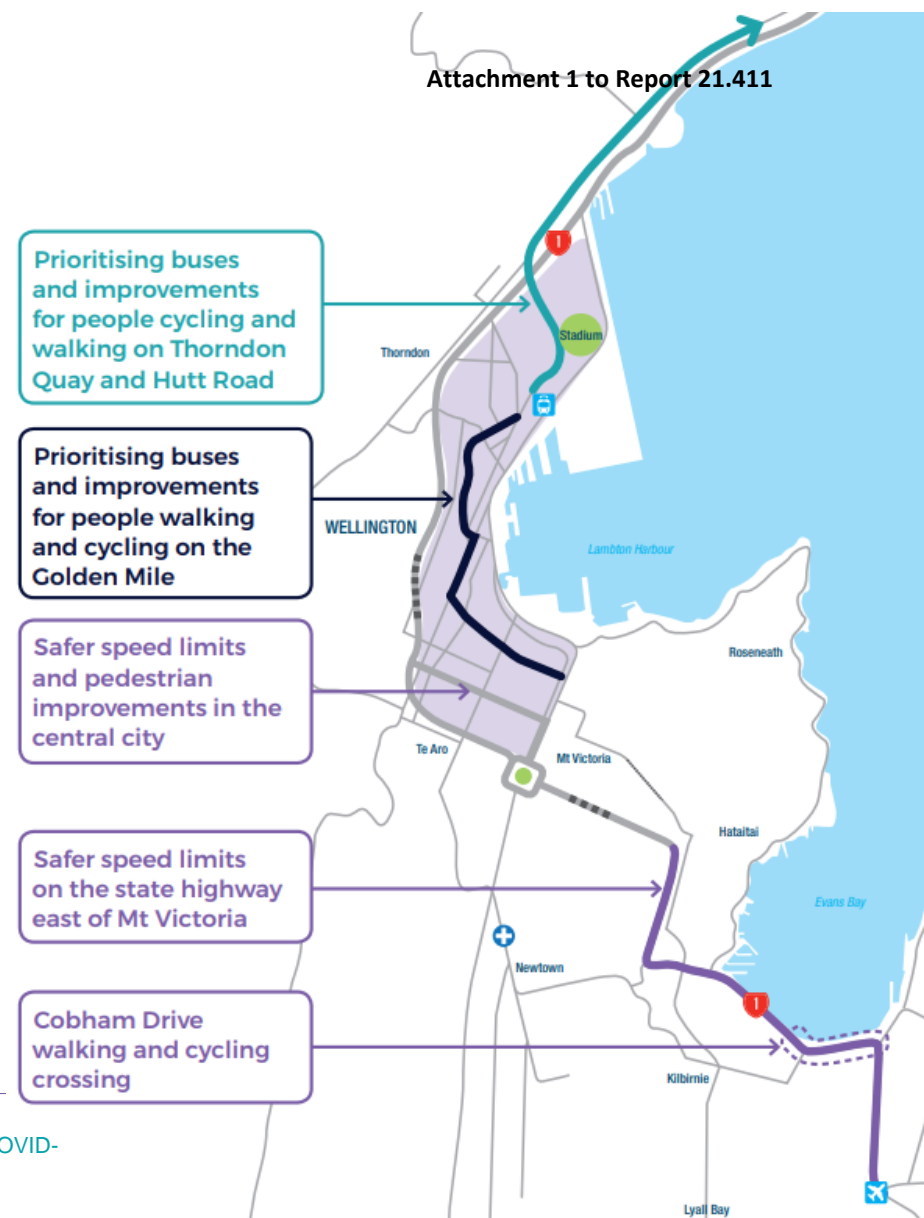 Attachment 1 to Report 21.411
Prioritising buses
and improvements
for people cycling and
walking on Thorndon
Quay and Hutt Road
Prioritising buses
and improvements
for people walking
and cycling on the
Golden Mile
Safer speed limits
and pedestrian
improvements in the
central city
Safer speed limits
on the state highway
east of Mt Victoria
Cobham Drive
walking and cycling
crossing
OVID-
1
Stadium
Thorndon
WELLINGTON
Lambton Harbour
Roseneath
Te Aro
Mt Victoria
Hataitai
Evans Bay
Newtown
1
Kilbirnie
Lyall Bay